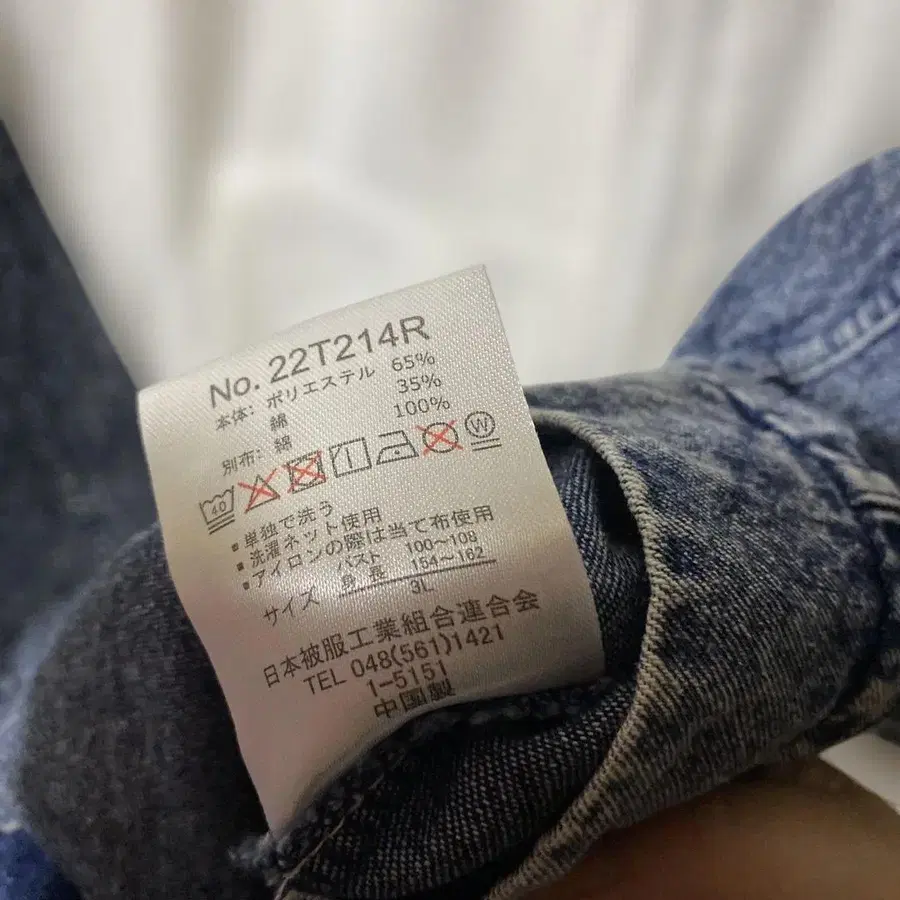 No. 22T214R
本体: ポリエステル 65%
綿 35%
別布: 綿 100%
40 W
▪単独で洗う
▪洗濯ネット使用
▪アイロンの際は当て布使用
サイズ バスト 100〜108
身長 154〜162
3L
日本被服工業組合連合会
TEL 048(561)1421
1-5151
中国製